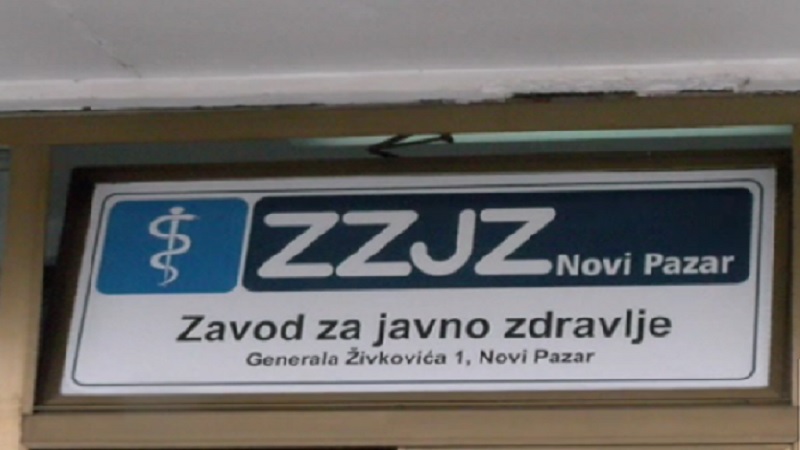 ZZJZ Novi Pazar
Zavod za javno zdravlje
Generala Živkovića 1, Novi Pazar